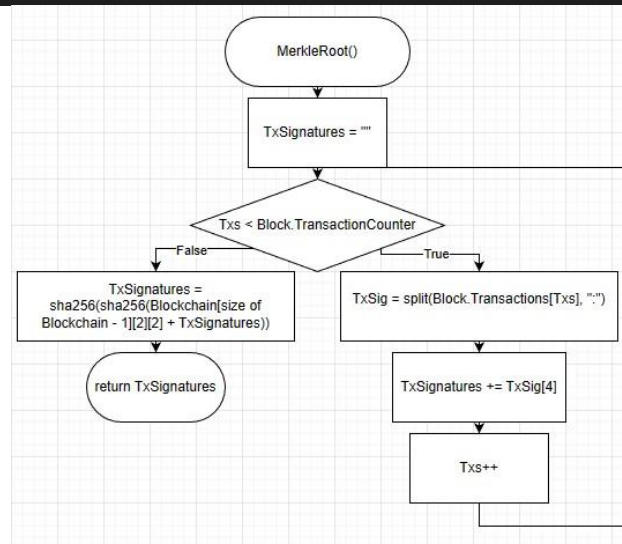 MerkleRoot()
TxSignatures = ""
Txs < Block.TransactionCounter
False
True
TxSignatures =
sha256(sha256(Blockchain[size of
Blockchain - 1][2][2] + TxSignatures))
TxSig = split(Block.Transactions[Txs], ":")
return TxSignatures
TxSignatures += TxSig[4]
Txs++